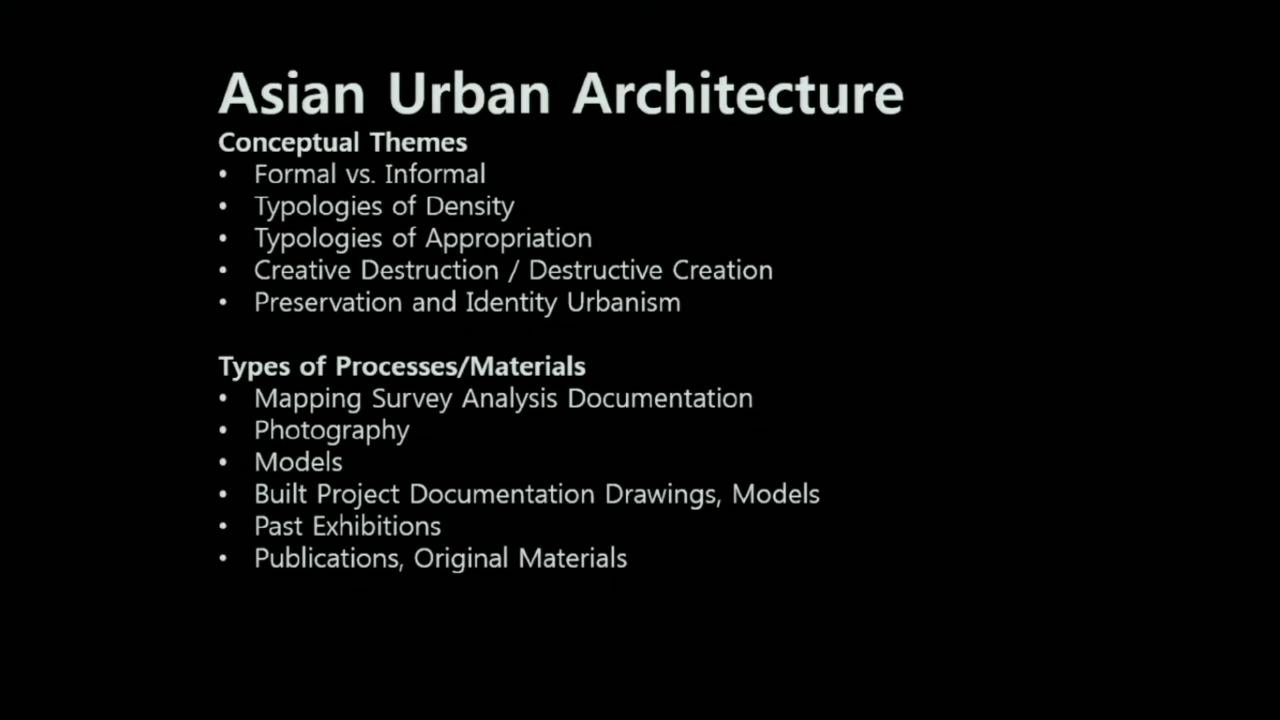 Asian Urban Architecture
Conceptual Themes
• Formal vs. Informal
• Typologies of Density
• Typologies of Appropriation
• Creative Destruction / Destructive Creation
• Preservation and Identity Urbanism
Types of Processes/Materials
• Mapping Survey Analysis Documentation
• Photography
• Models
• Built Project Documentation Drawings, Models
• Past Exhibitions
• Publications, Original Materials